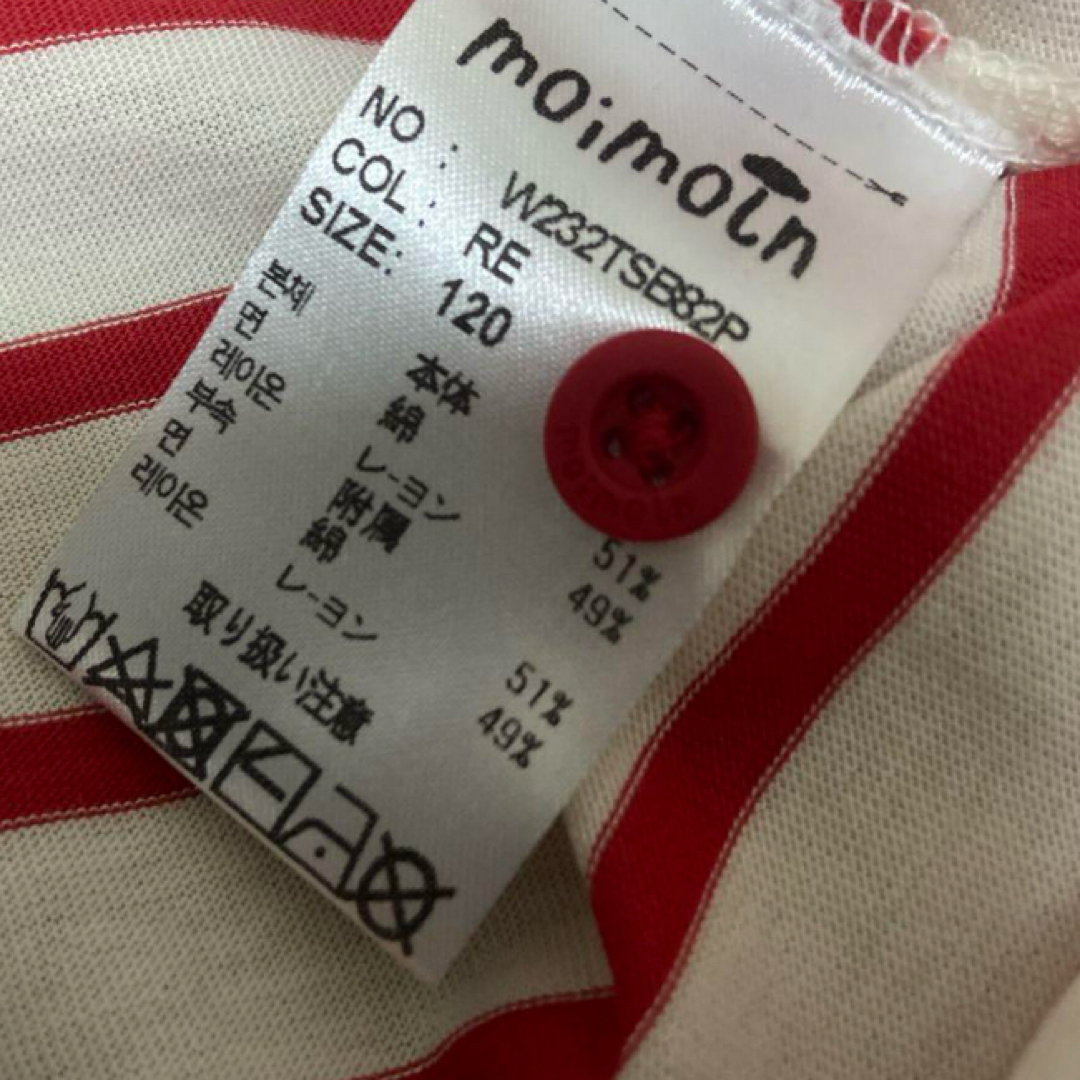 moimoln
NO : W232TSB82P
COL : RE
SIZE: 120
본체 本体
면 綿 51%
레이온 レ-ヨン 49%
부속 附属
면 綿 51%
레이온 レ-ヨン 49%
取り扱い注意